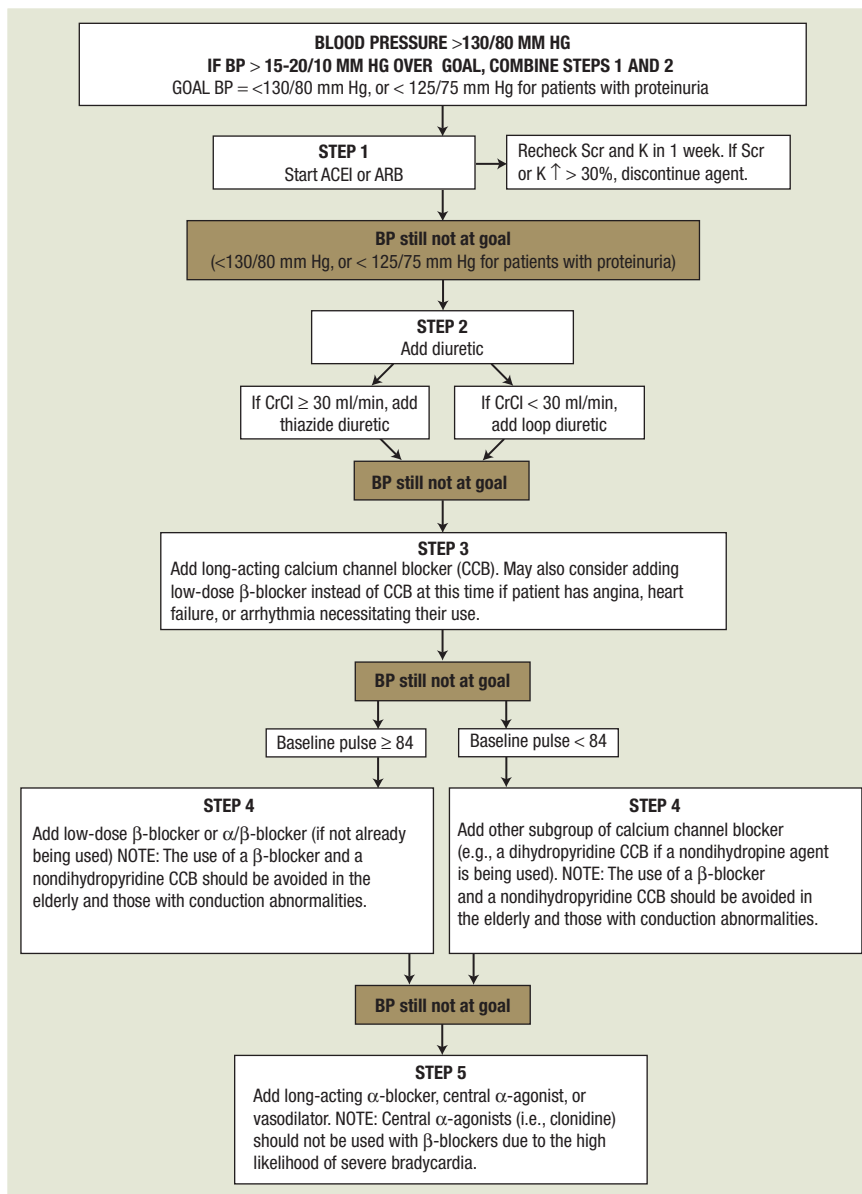 BLOOD PRESSURE >130/80 MM HG
IF BP > 15-20/10 MM HG OVER GOAL, COMBINE STEPS 1 AND 2
GOAL BP = <130/80 mm Hg, or < 125/75 mm Hg for patients with proteinuria
STEP 1
Start ACEI or ARB
Recheck Scr and K in 1 week. If Scr
or K ↑ > 30%, discontinue agent.
BP still not at goal
(<130/80 mm Hg, or < 125/75 mm Hg for patients with proteinuria)
STEP 2
Add diuretic
If CrCl ≥ 30 ml/min, add
thiazide diuretic
If CrCl < 30 ml/min,
add loop diuretic
BP still not at goal
STEP 3
Add long-acting calcium channel blocker (CCB). May also consider adding
low-dose β-blocker instead of CCB at this time if patient has angina, heart
failure, or arrhythmia necessitating their use.
BP still not at goal
Baseline pulse ≥ 84
Baseline pulse < 84
STEP 4
Add low-dose β-blocker or α/β-blocker (if not already
being used) NOTE: The use of a β-blocker and a
nondihydropyridine CCB should be avoided in the
elderly and those with conduction abnormalities.
STEP 4
Add other subgroup of calcium channel blocker
(e.g., a dihydropyridine CCB if a nondihydropine agent
is being used). NOTE: The use of a β-blocker
and a nondihydropyridine CCB should be avoided in
the elderly and those with conduction abnormalities.
BP still not at goal
STEP 5
Add long-acting α-blocker, central α-agonist, or
vasodilator. NOTE: Central α-agonists (i.e., clonidine)
should not be used with β-blockers due to the high
likelihood of severe bradycardia.